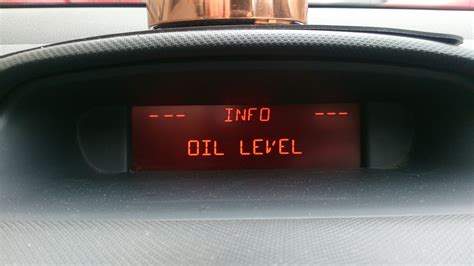 --- INFO ---
OIL LEVEL